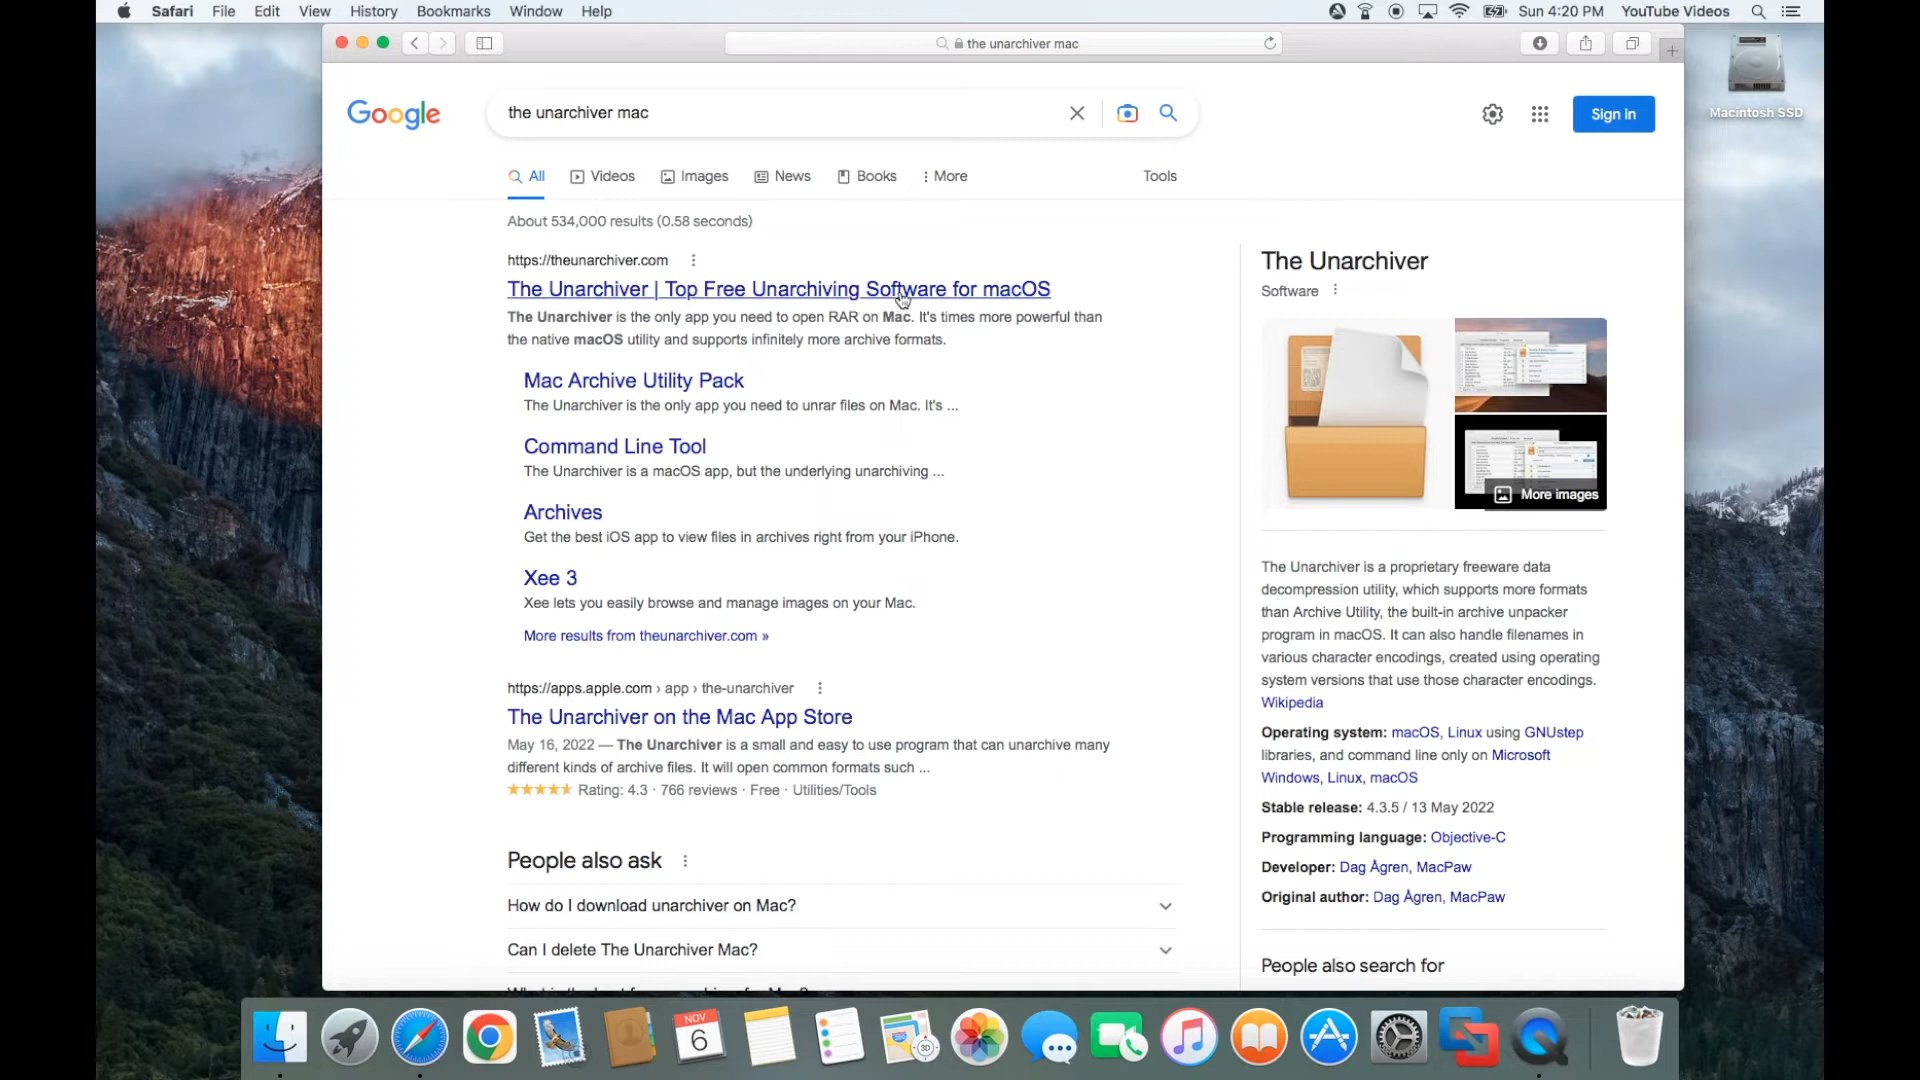 Safari File Edit View History Bookmarks Window Help
Sun 4:20 PM YouTube Videos
the unarchiver mac
Macintosh SSD
Google
the unarchiver mac
Sign in
All Videos Images News Books More Tools
About 534,000 results (0.58 seconds)
https://theunarchiver.com
The Unarchiver | Top Free Unarchiving Software for macOS
The Unarchiver is the only app you need to open RAR on Mac. It's times more powerful than
the native macOS utility and supports infinitely more archive formats.
Mac Archive Utility Pack
The Unarchiver is the only app you need to unrar files on Mac. It's ...
Command Line Tool
The Unarchiver is a macOS app, but the underlying unarchiving ...
Archives
Get the best iOS app to view files in archives right from your iPhone.
Xee 3
Xee lets you easily browse and manage images on your Mac.
More results from theunarchiver.com »
https://apps.apple.com › app › the-unarchiver
The Unarchiver on the Mac App Store
May 16, 2022 — The Unarchiver is a small and easy to use program that can unarchive many
different kinds of archive files. It will open common formats such ...
Rating: 4.3 · 766 reviews · Free · Utilities/Tools
People also ask
How do I download unarchiver on Mac?
Can I delete The Unarchiver Mac?
The Unarchiver
Software
More images
The Unarchiver is a proprietary freeware data
decompression utility, which supports more formats
than Archive Utility, the built-in archive unpacker
program in macOS. It can also handle filenames in
various character encodings, created using operating
system versions that use those character encodings.
Wikipedia
Operating system: macOS, Linux using GNUstep
libraries, and command line only on Microsoft
Windows, Linux, macOS
Stable release: 4.3.5 / 13 May 2022
Programming language: Objective-C
Developer: Dag Ågren, MacPaw
Original author: Dag Ågren, MacPaw
People also search for
NOV
6
3D